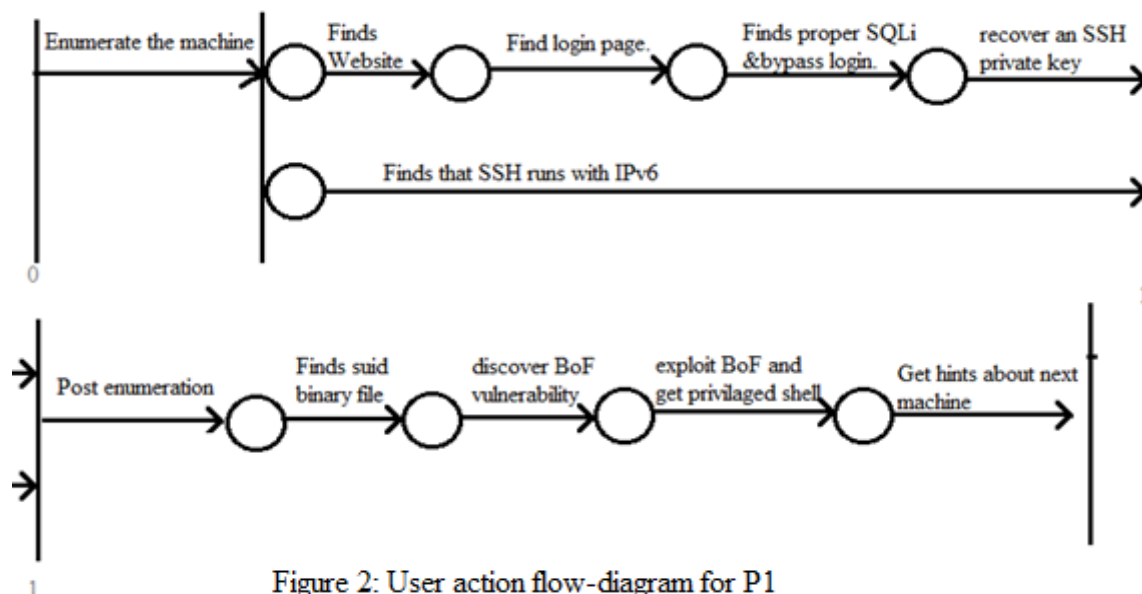 Enumerate the machine
Finds
Website
Find login page.
Finds proper SQLi
&bypass login.
recover an SSH
private key
Finds that SSH runs with IPv6
0
Post enumeration
Finds suid
binary file
discover BoF
vulnerability
exploit BoF and
get privilaged shell
Get hints about next
machine
1
Figure 2: User action flow-diagram for P1